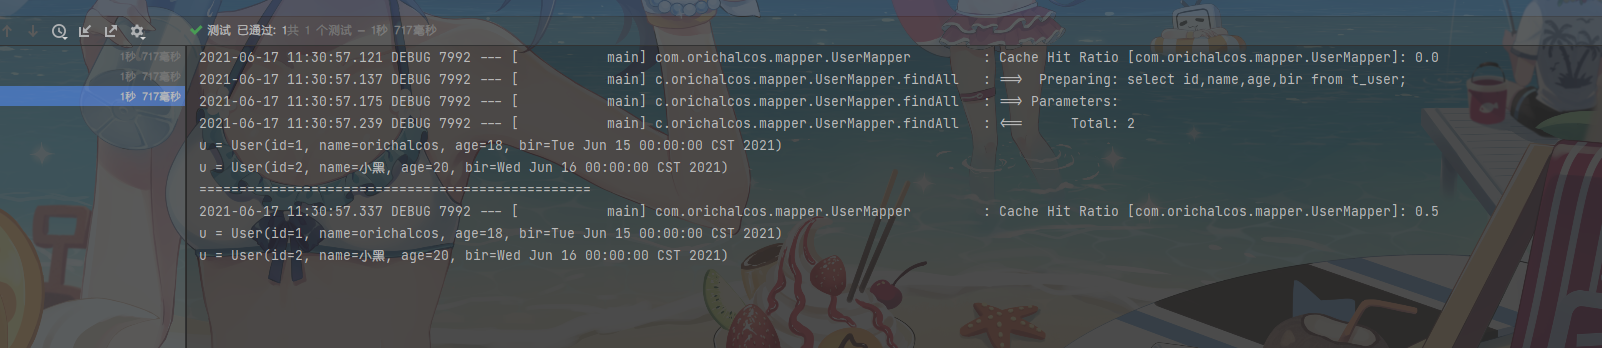 测试 已通过: 1共 1 个测试 – 1秒 717毫秒
1秒 717毫秒
1秒 717毫秒
1秒 717毫秒
2021-06-17 11:30:57.121 DEBUG 7992 --- [           main] com.orichalcos.mapper.UserMapper         : Cache Hit Ratio [com.orichalcos.mapper.UserMapper]: 0.0
2021-06-17 11:30:57.137 DEBUG 7992 --- [           main] c.orichalcos.mapper.UserMapper.findAll   : ==>  Preparing: select id,name,age,bir from t_user;
2021-06-17 11:30:57.175 DEBUG 7992 --- [           main] c.orichalcos.mapper.UserMapper.findAll   : ==> Parameters:
2021-06-17 11:30:57.239 DEBUG 7992 --- [           main] c.orichalcos.mapper.UserMapper.findAll   : <==      Total: 2
u = User(id=1, name=orichalcos, age=18, bir=Tue Jun 15 00:00:00 CST 2021)
u = User(id=2, name=小黑, age=20, bir=Wed Jun 16 00:00:00 CST 2021)
=================================================
2021-06-17 11:30:57.337 DEBUG 7992 --- [           main] com.orichalcos.mapper.UserMapper         : Cache Hit Ratio [com.orichalcos.mapper.UserMapper]: 0.5
u = User(id=1, name=orichalcos, age=18, bir=Tue Jun 15 00:00:00 CST 2021)
u = User(id=2, name=小黑, age=20, bir=Wed Jun 16 00:00:00 CST 2021)